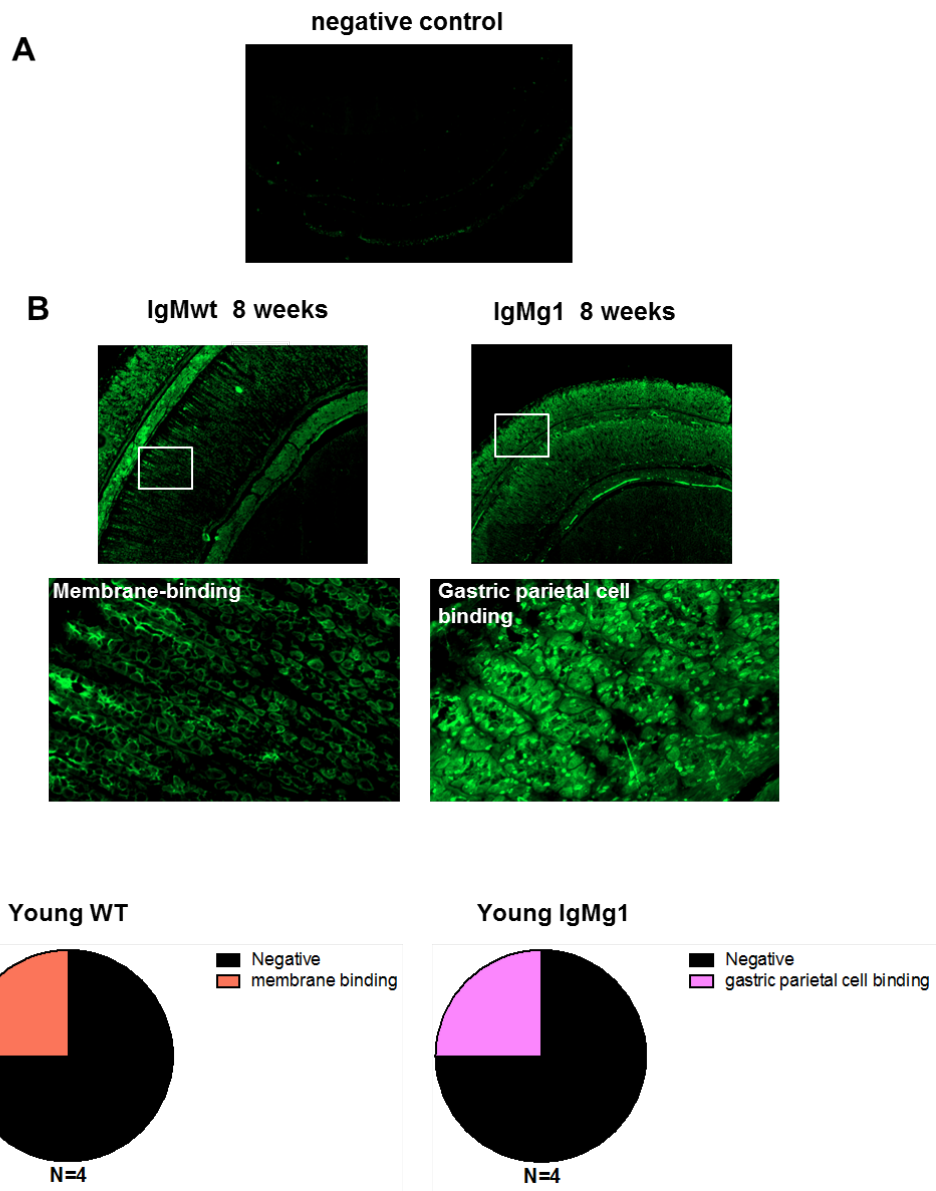 negative control
A
B
IgMwt 8 weeks
IgMg1 8 weeks
Membrane-binding
Gastric parietal cell
binding
Young WT
Negative
membrane binding
N=4
Young IgMg1
Negative
gastric parietal cell binding
N=4